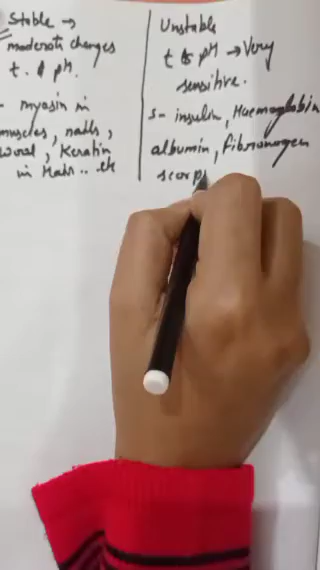 Stable →
moderate changes
t. & pH.
- myosin in
muscles, nails,
wool, Keratin
in Hair.. etc
Unstable
t & pH → Very
sensitive.
s- insulin, Haemoglobin
albumin, fibrinogen